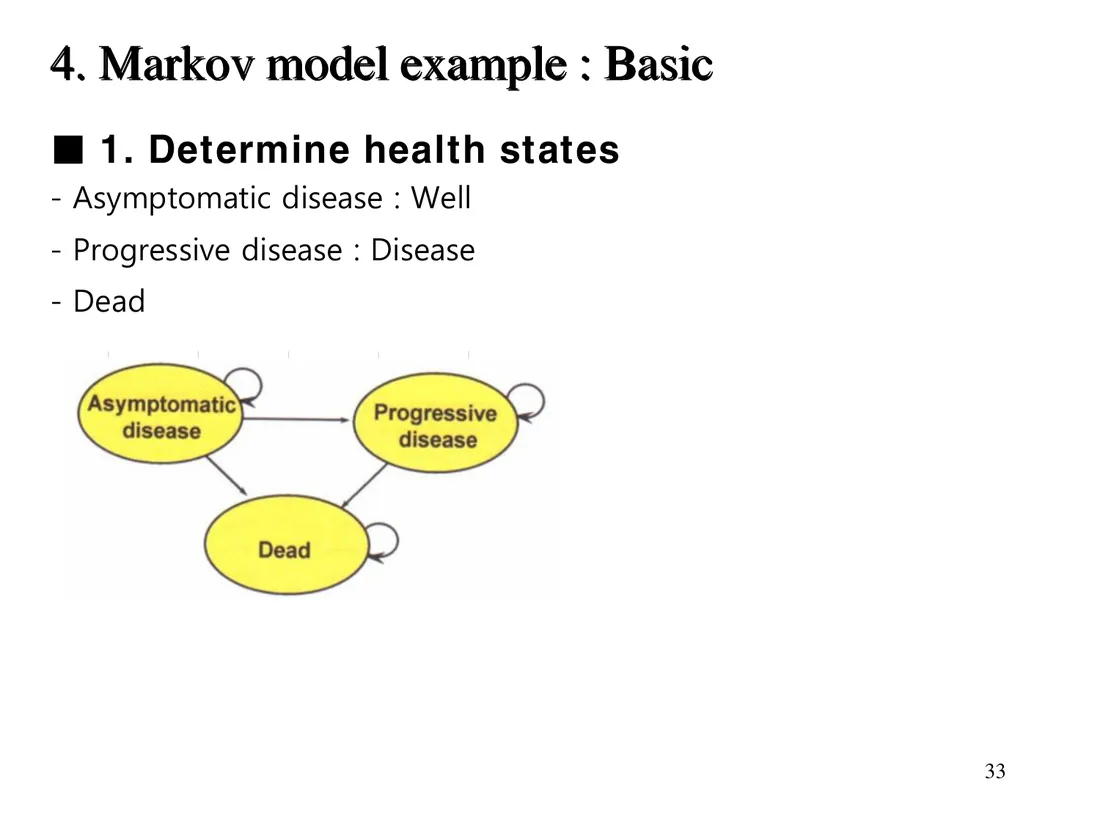 4. Markov model example : Basic
■ 1. Determine health states
- Asymptomatic disease : Well
- Progressive disease : Disease
- Dead
Asymptomatic
disease
Progressive
disease
Dead
33